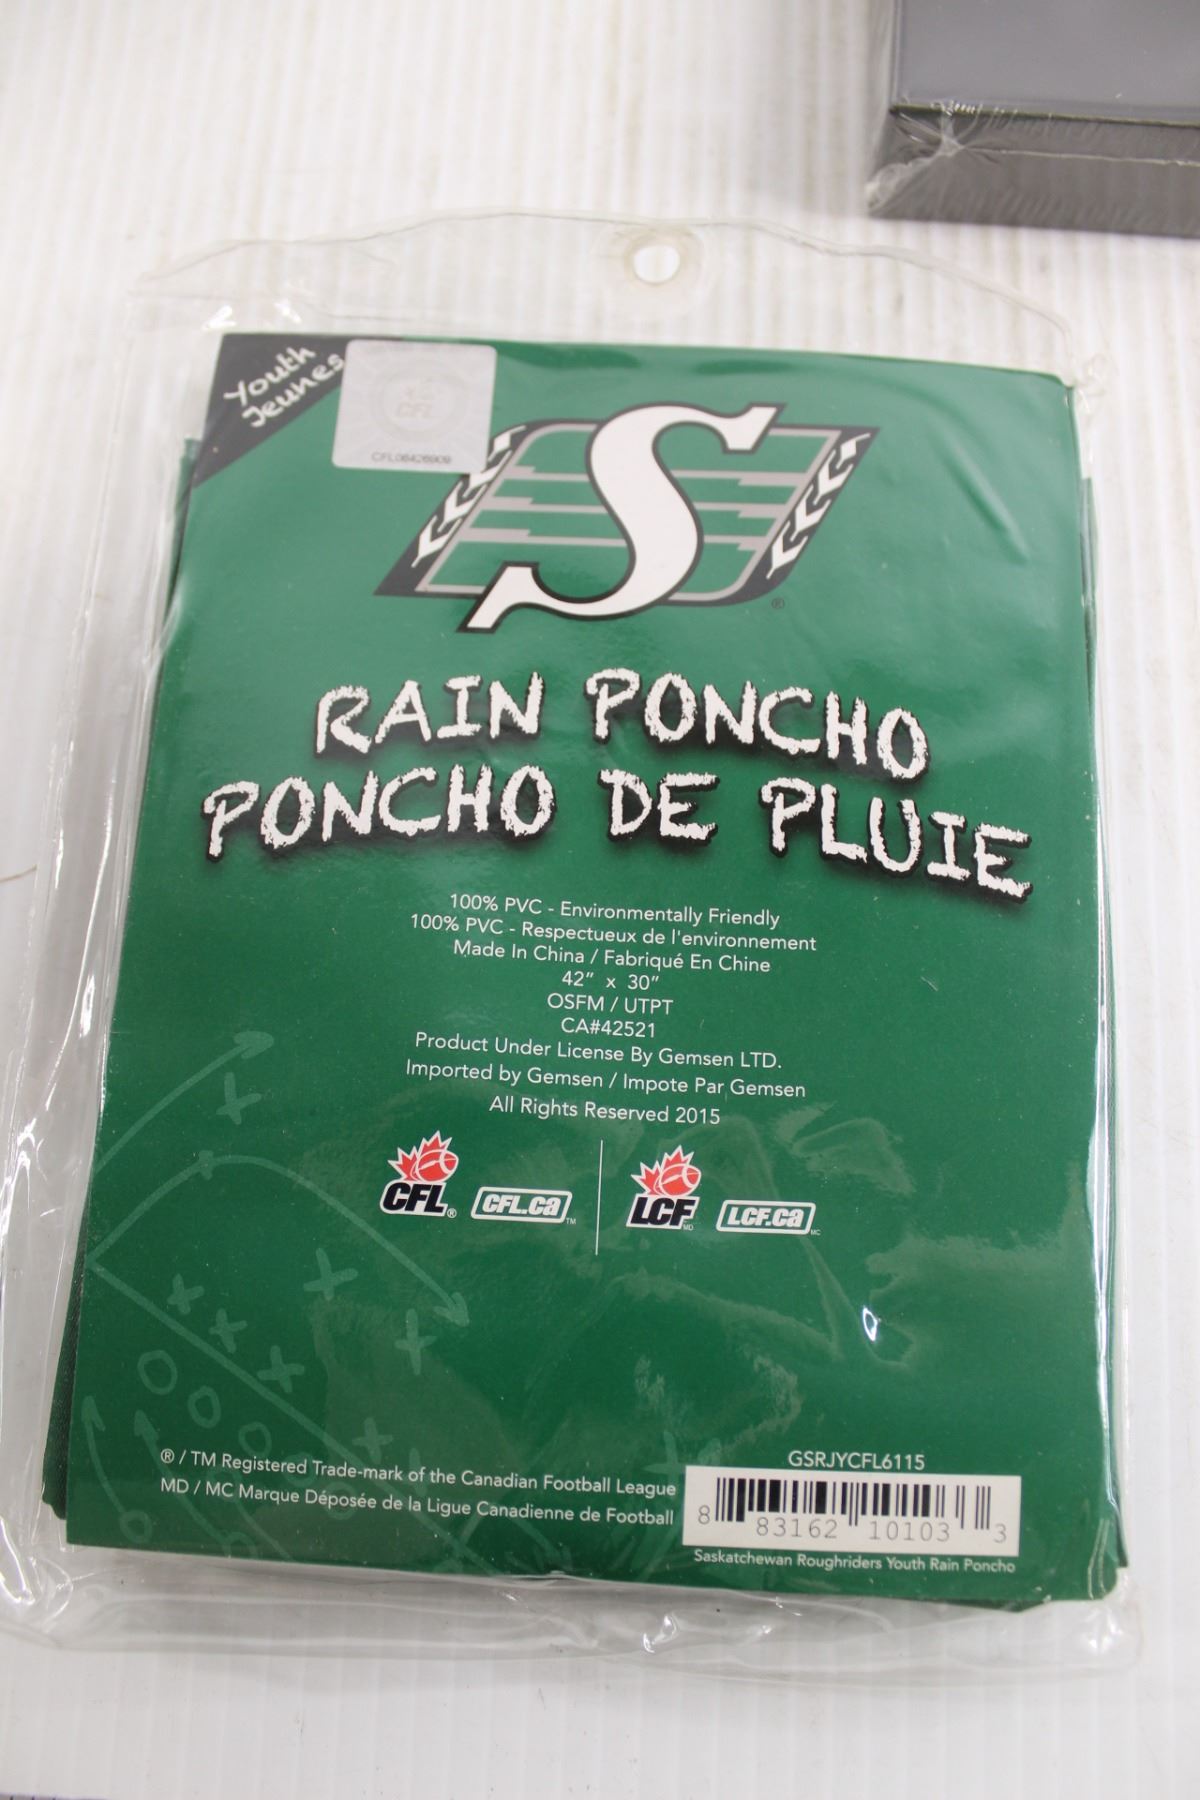 Youth
Jeunes
CFL
CFL06426909
S
®
RAIN PONCHO
PONCHO DE PLUIE
100% PVC - Environmentally Friendly
100% PVC - Respectueux de l'environnement
Made In China / Fabriqué En Chine
42” x 30”
OSFM / UTPT
CA#42521
Product Under License By Gemsen LTD.
Imported by Gemsen / Impote Par Gemsen
All Rights Reserved 2015
CFL® CFL.ca™ LCF MD LCF.ca MC
® / TM Registered Trade-mark of the Canadian Football League
MD / MC Marque Déposée de la Ligue Canadienne de Football
GSRJYCFL6115
8 83162 10103 3
Saskatchewan Roughriders Youth Rain Poncho